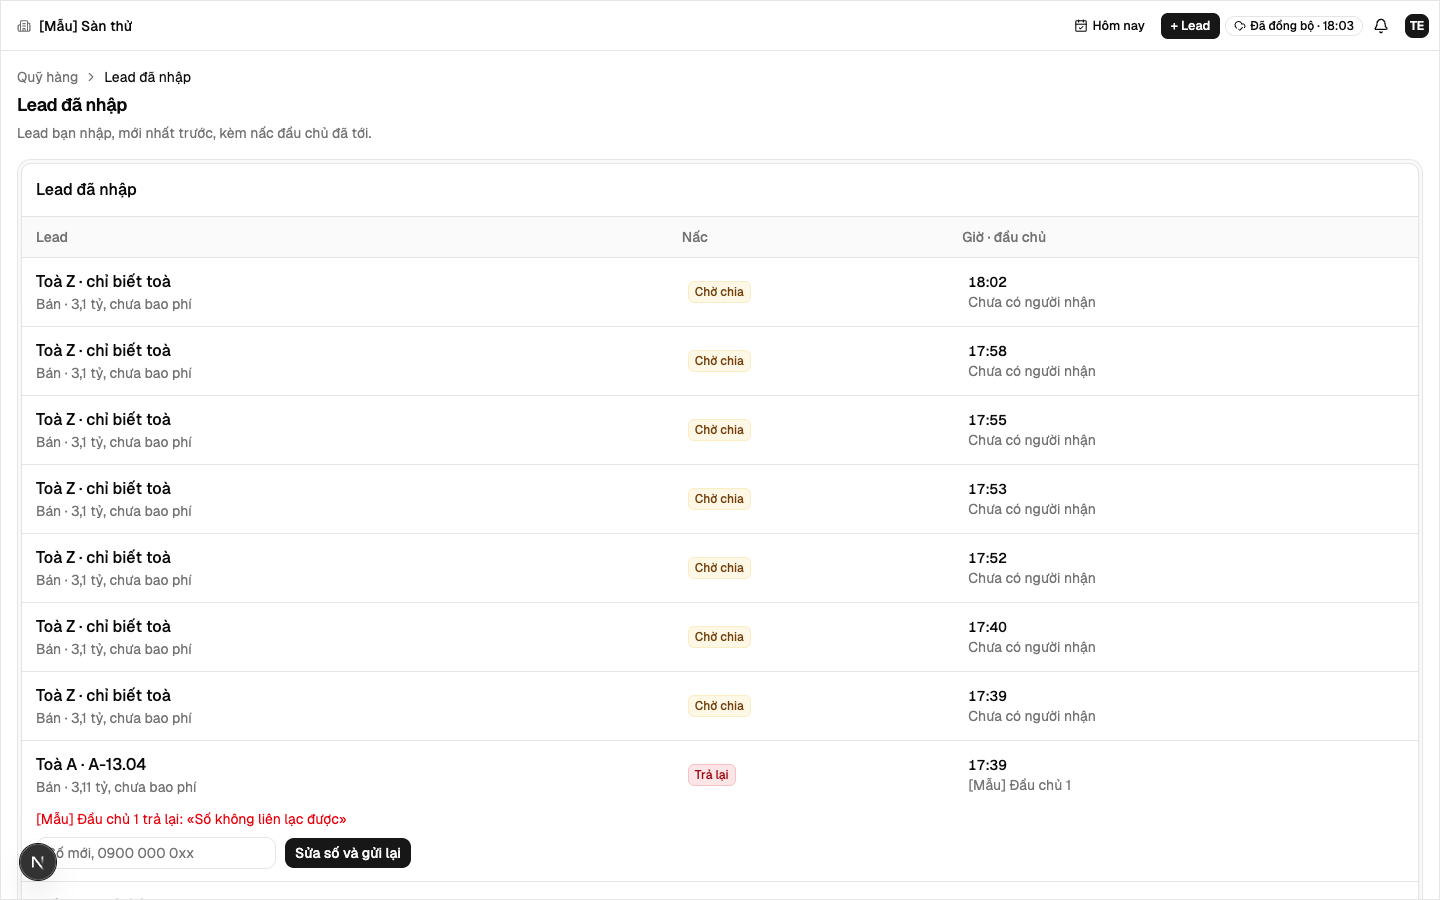 [Mẫu] Sàn thử
Hôm nay
+ Lead
Đã đồng bộ · 18:03
TE
Quỹ hàng > Lead đã nhập
Lead đã nhập
Lead bạn nhập, mới nhất trước, kèm nấc đầu chủ đã tới.
Lead đã nhập
Lead Nấc Giờ · đầu chủ
Toà Z · chỉ biết toà
Bán · 3,1 tỷ, chưa bao phí
Chờ chia
18:02
Chưa có người nhận
Toà Z · chỉ biết toà
Bán · 3,1 tỷ, chưa bao phí
Chờ chia
17:58
Chưa có người nhận
Toà Z · chỉ biết toà
Bán · 3,1 tỷ, chưa bao phí
Chờ chia
17:55
Chưa có người nhận
Toà Z · chỉ biết toà
Bán · 3,1 tỷ, chưa bao phí
Chờ chia
17:53
Chưa có người nhận
Toà Z · chỉ biết toà
Bán · 3,1 tỷ, chưa bao phí
Chờ chia
17:52
Chưa có người nhận
Toà Z · chỉ biết toà
Bán · 3,1 tỷ, chưa bao phí
Chờ chia
17:40
Chưa có người nhận
Toà Z · chỉ biết toà
Bán · 3,1 tỷ, chưa bao phí
Chờ chia
17:39
Chưa có người nhận
Toà A · A-13.04
Bán · 3,11 tỷ, chưa bao phí
Trả lại
17:39
[Mẫu] Đầu chủ 1
[Mẫu] Đầu chủ 1 trả lại: «Số không liên lạc được»
mới, 0900 000 0xx
Sửa số và gửi lại
N